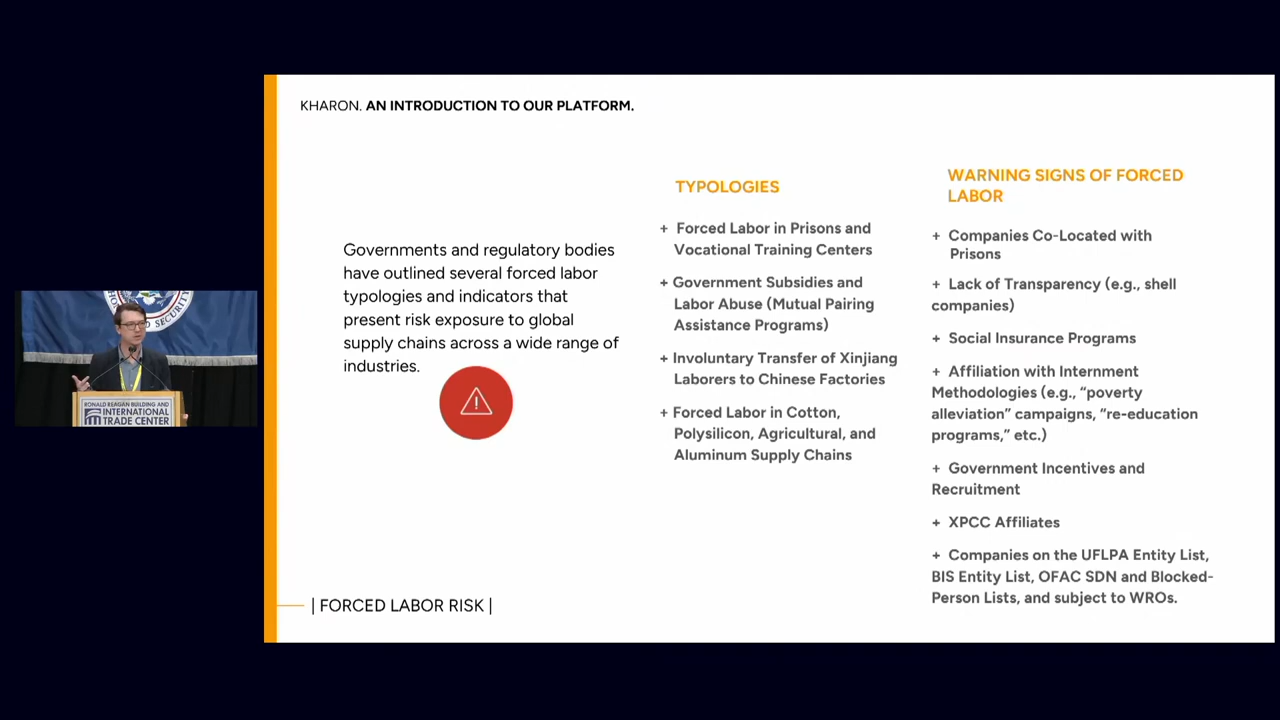 KHARON. AN INTRODUCTION TO OUR PLATFORM.
Governments and regulatory bodies
have outlined several forced labor
typologies and indicators that
present risk exposure to global
supply chains across a wide range of
industries.
TYPOLOGIES
+ Forced Labor in Prisons and
Vocational Training Centers
+ Government Subsidies and
Labor Abuse (Mutual Pairing
Assistance Programs)
+ Involuntary Transfer of Xinjiang
Laborers to Chinese Factories
+ Forced Labor in Cotton,
Polysilicon, Agricultural, and
Aluminum Supply Chains
WARNING SIGNS OF FORCED
LABOR
+ Companies Co-Located with
Prisons
+ Lack of Transparency (e.g., shell
companies)
+ Social Insurance Programs
+ Affiliation with Internment
Methodologies (e.g., “poverty
alleviation” campaigns, “re-education
programs,” etc.)
+ Government Incentives and
Recruitment
+ XPCC Affiliates
+ Companies on the UFLPA Entity List,
BIS Entity List, OFAC SDN and Blocked-
Person Lists, and subject to WROs.
| FORCED LABOR RISK |
SECURITY
RONALD REAGAN BUILDING AND
INTERNATIONAL
TRADE CENTER